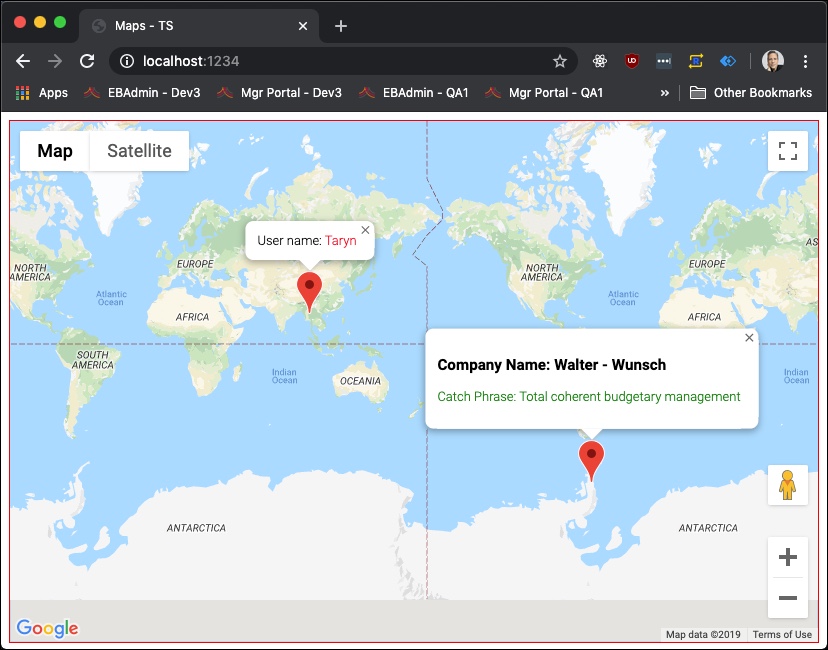 Maps - TS
localhost:1234
UD
Apps
EBAdmin - Dev3
Mgr Portal - Dev3
EBAdmin - QA1
Mgr Portal - QA1
»
Other Bookmarks
Map
Satellite
User name: Taryn
NORTH
AMERICA
EUROPE
NORTH
AMERICA
EUROPE
AS
Atlantic
Ocean
Atlantic
Ocean
AFRICA
AFRICA
SOUTH
AMERICA
Indian
Ocean
OCEANIA
Indian
Ocean
Company Name: Walter - Wunsch
Catch Phrase: Total coherent budgetary management
ANTARCTICA
ANTARCTICA
Google
Map data ©2019
Terms of Use